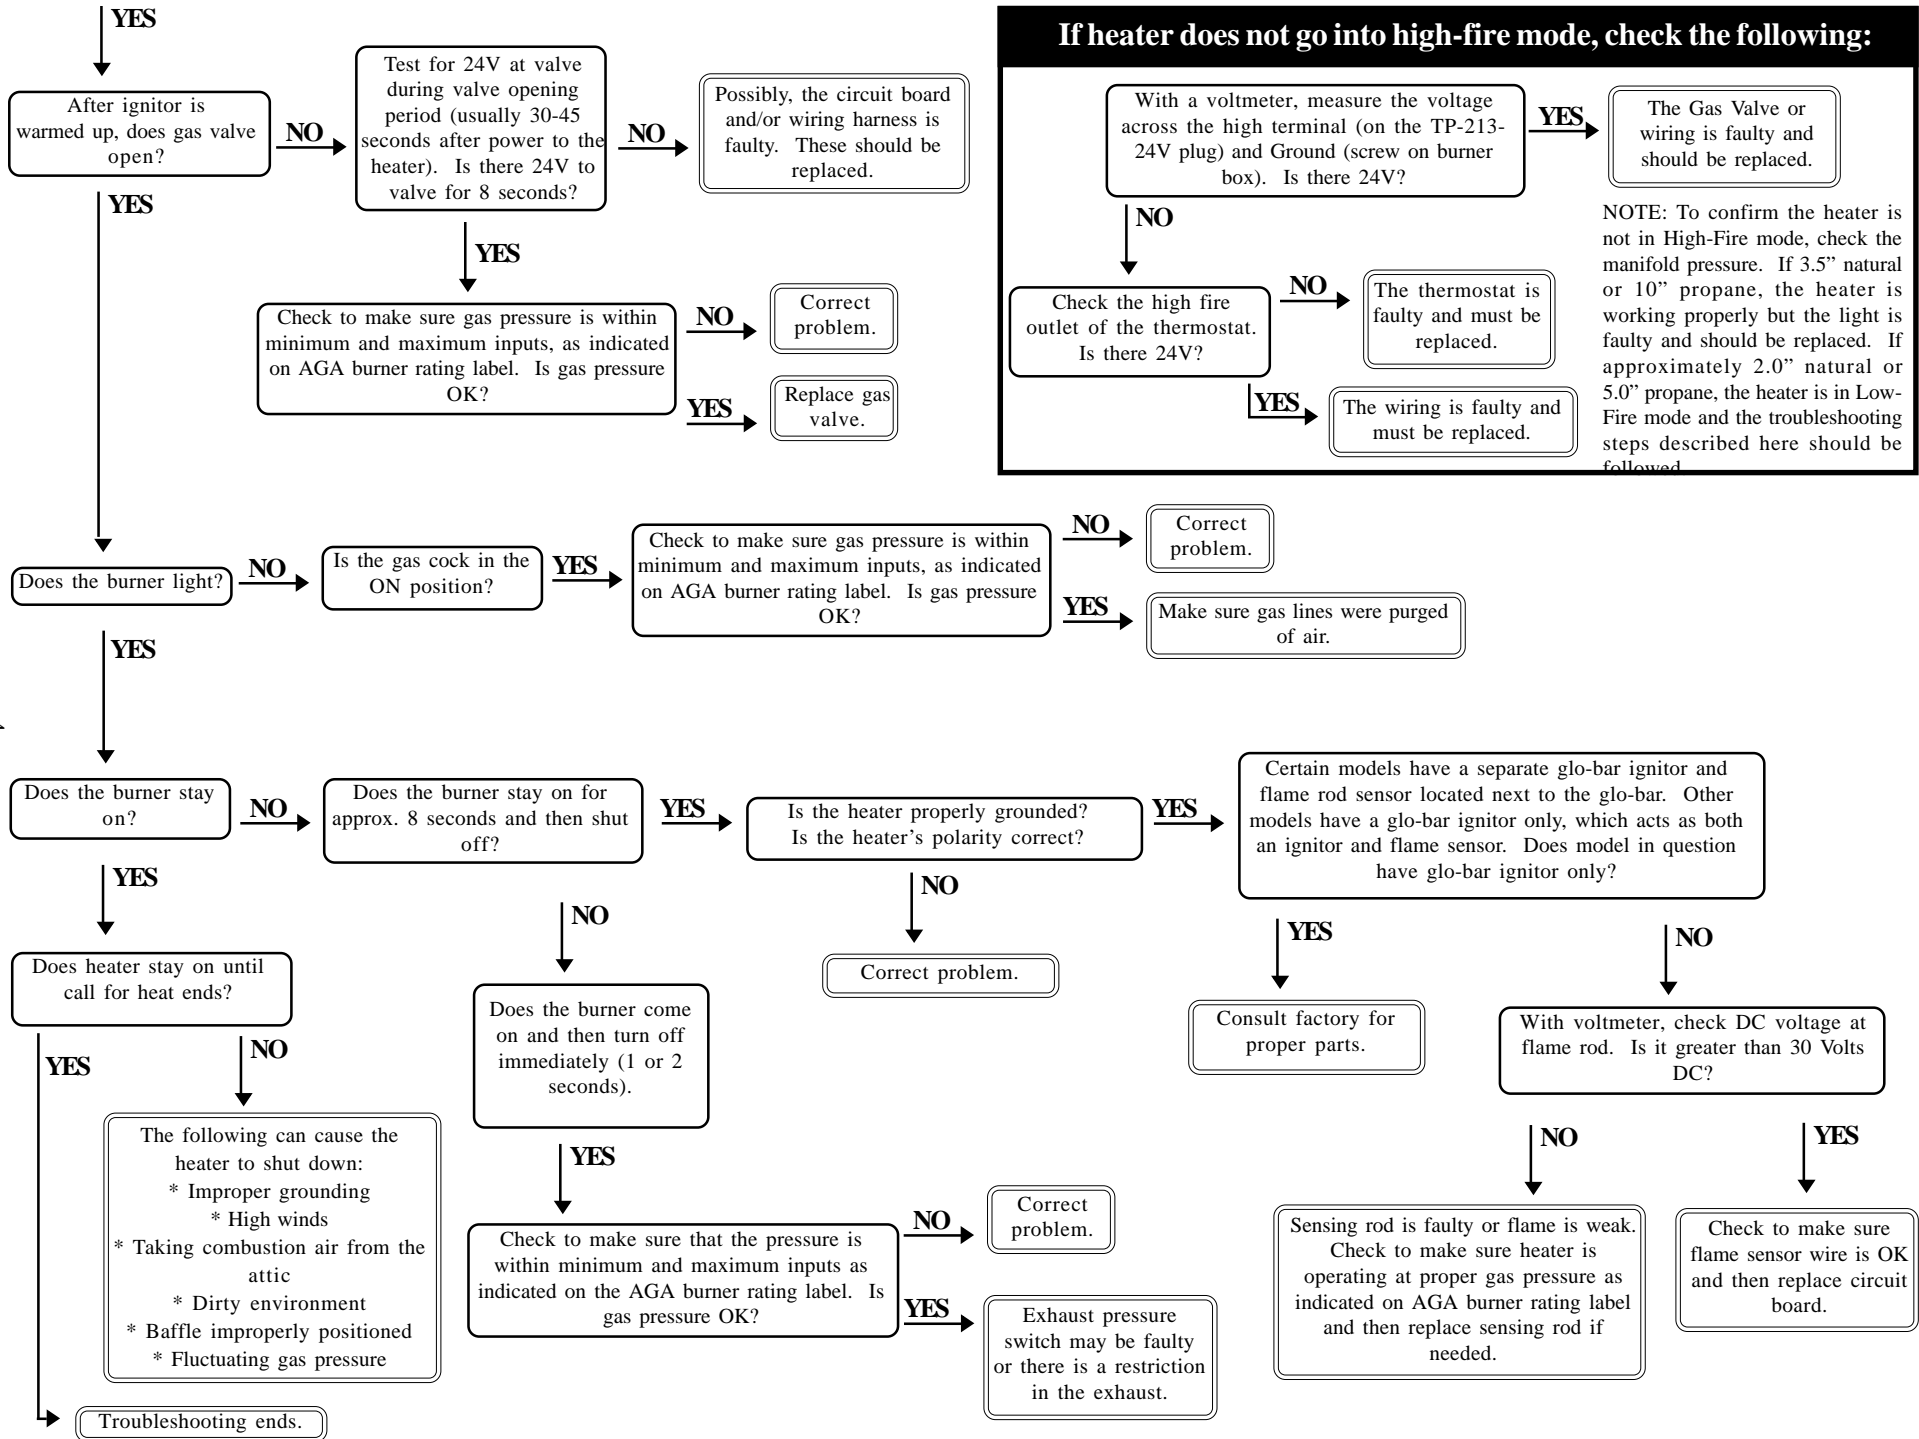 YES
After ignitor is
warmed up, does gas valve
open?
NO
Test for 24V at valve
during valve opening
period (usually 30-45
seconds after power to the
heater). Is there 24V to
valve for 8 seconds?
NO
Possibly, the circuit board
and/or wiring harness is
faulty. These should be
replaced.
YES
YES
Check to make sure gas pressure is within
minimum and maximum inputs, as indicated
on AGA burner rating label. Is gas pressure
OK?
NO
Correct
problem.
YES
Replace gas
valve.
If heater does not go into high-fire mode, check the following:
With a voltmeter, measure the voltage
across the high terminal (on the TP-213-
24V plug) and Ground (screw on burner
box). Is there 24V?
YES
The Gas Valve or
wiring is faulty and
should be replaced.
NO
Check the high fire
outlet of the thermostat.
Is there 24V?
NO
The thermostat is
faulty and must be
replaced.
YES
The wiring is faulty and
must be replaced.
NOTE: To confirm the heater is
not in High-Fire mode, check the
manifold pressure. If 3.5” natural
or 10” propane, the heater is
working properly but the light is
faulty and should be replaced. If
approximately 2.0” natural or
5.0” propane, the heater is in Low-
Fire mode and the troubleshooting
steps described here should be
followed
Does the burner light?
NO
Is the gas cock in the
ON position?
YES
Check to make sure gas pressure is within
minimum and maximum inputs, as indicated
on AGA burner rating label. Is gas pressure
OK?
NO
Correct
problem.
YES
Make sure gas lines were purged
of air.
YES
Does the burner stay
on?
NO
Does the burner stay on for
approx. 8 seconds and then shut
off?
YES
Is the heater properly grounded?
Is the heater’s polarity correct?
YES
Certain models have a separate glo-bar ignitor and
flame rod sensor located next to the glo-bar. Other
models have a glo-bar ignitor only, which acts as both
an ignitor and flame sensor. Does model in question
have glo-bar ignitor only?
YES
NO
NO
YES
NO
Does heater stay on until
call for heat ends?
Does the burner come
on and then turn off
immediately (1 or 2
seconds).
Correct problem.
Consult factory for
proper parts.
With voltmeter, check DC voltage at
flame rod. Is it greater than 30 Volts
DC?
YES
NO
The following can cause the
heater to shut down:
* Improper grounding
* High winds
* Taking combustion air from the
attic
* Dirty environment
* Baffle improperly positioned
* Fluctuating gas pressure
Troubleshooting ends.
YES
Check to make sure that the pressure is
within minimum and maximum inputs as
indicated on the AGA burner rating label. Is
gas pressure OK?
NO
Correct
problem.
YES
Exhaust pressure
switch may be faulty
or there is a restriction
in the exhaust.
NO
Sensing rod is faulty or flame is weak.
Check to make sure heater is
operating at proper gas pressure as
indicated on AGA burner rating label
and then replace sensing rod if
needed.
YES
Check to make sure
flame sensor wire is OK
and then replace circuit
board.